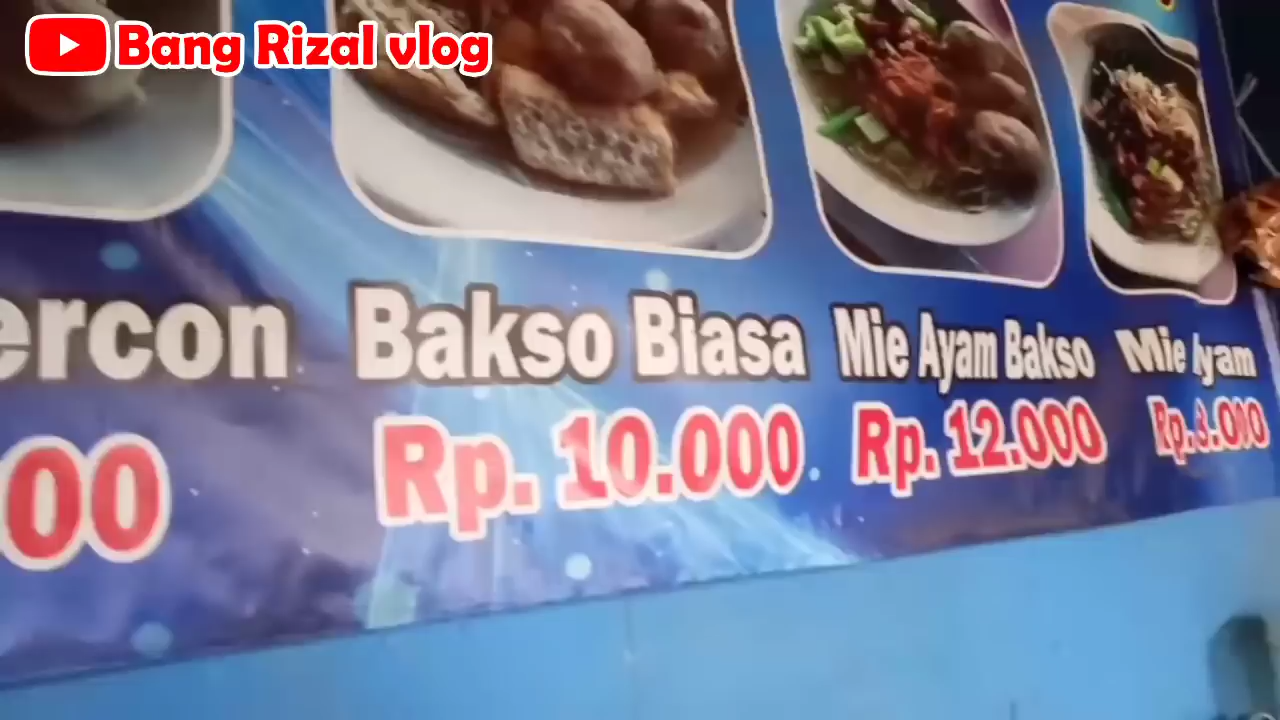 Bang Rizal vlog
ercon
00
Bakso Biasa
Rp. 10.000
Mie Ayam Bakso
Rp. 12.000
Mie Ayam